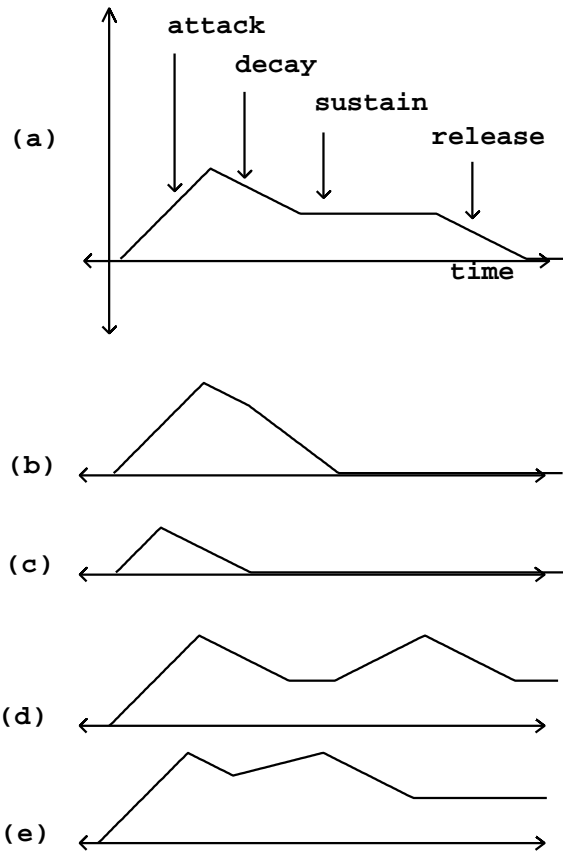 attack
decay
sustain
(a)
release
time
(b)
(c)
(d)
(e)